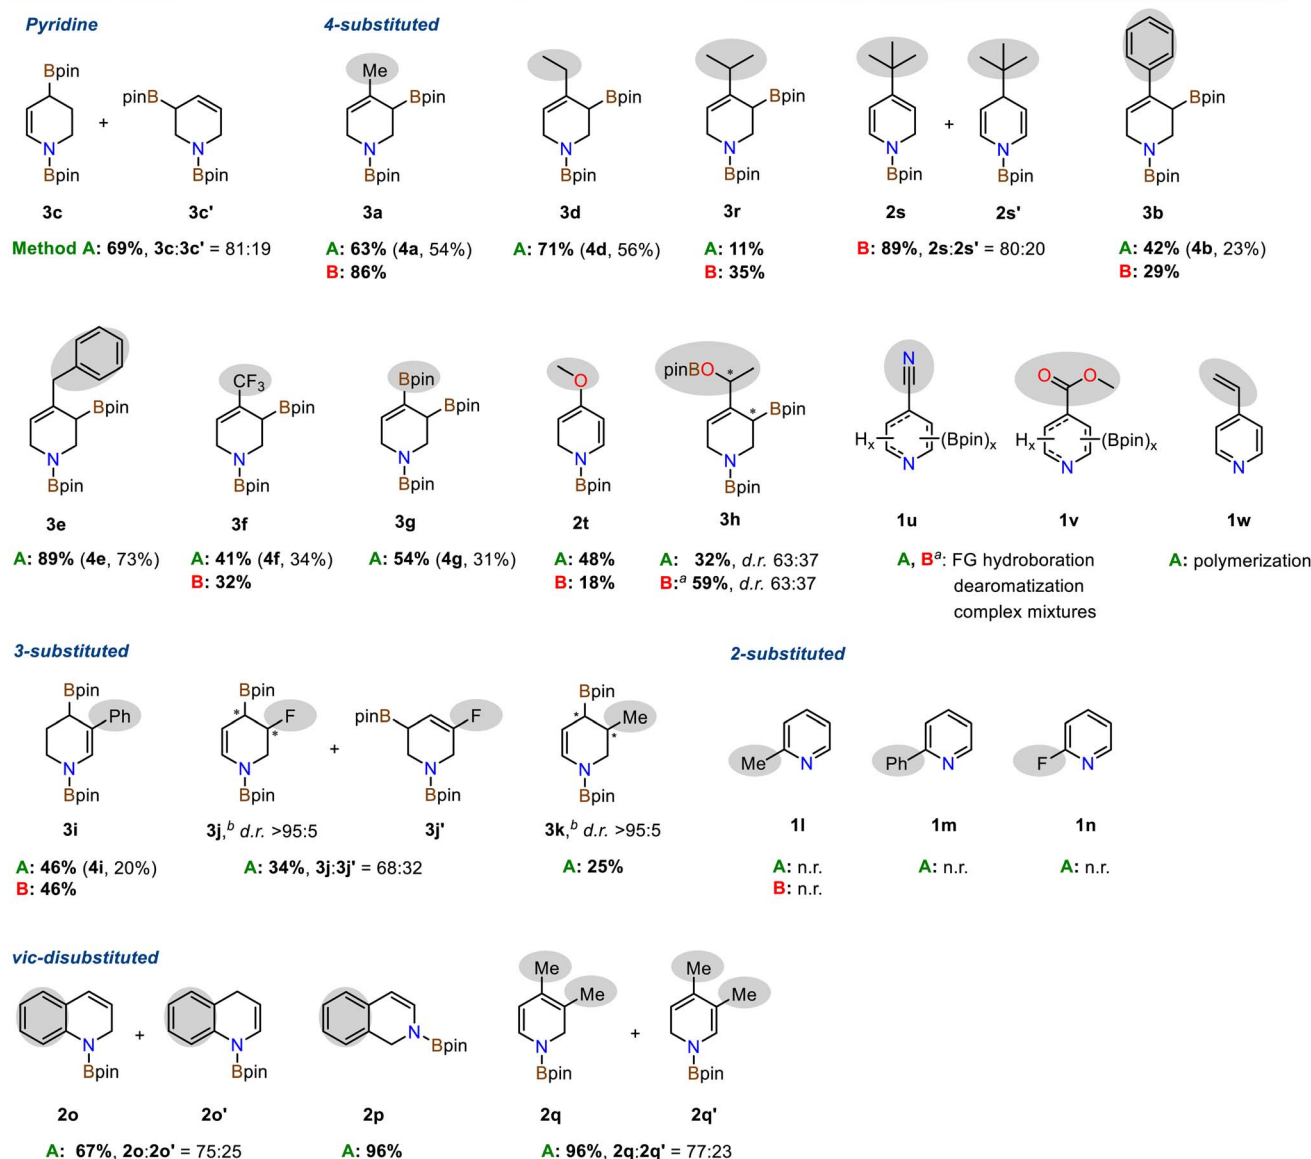 Pyridine
4-substituted
Bpin
pinB
+
N
Bpin
N
Bpin
Me
Bpin
N
Bpin
Bpin
N
Bpin
Bpin
N
Bpin
N
Bpin
+
N
Bpin
Bpin
N
Bpin
3c 3c' 3a 3d 3r 2s 2s' 3b
Method A: 69%, 3c:3c' = 81:19
A: 63% (4a, 54%)
B: 86%
A: 71% (4d, 56%)
A: 11%
B: 35%
B: 89%, 2s:2s' = 80:20
A: 42% (4b, 23%)
B: 29%
Bpin
N
Bpin
CF3
Bpin
N
Bpin
Bpin
Bpin
N
Bpin
O
N
Bpin
pinBO
*
*
Bpin
N
Bpin
N
Hx
(Bpin)x
N
O
O
Hx
(Bpin)x
N
N
3e 3f 3g 2t 3h 1u 1v 1w
A: 89% (4e, 73%)
A: 41% (4f, 34%)
B: 32%
A: 54% (4g, 31%)
A: 48%
B: 18%
A: 32%, d.r. 63:37
B:a 59%, d.r. 63:37
A, Ba: FG hydroboration
dearomatization
complex mixtures
A: polymerization
3-substituted
2-substituted
Bpin
Ph
N
Bpin
Bpin
*
F
*
N
Bpin
+
pinB
F
N
Bpin
Bpin
*
Me
*
N
Bpin
Me
N
Ph
N
F
N
3i 3j,b d.r. >95:5 3j' 3k,b d.r. >95:5 1l 1m 1n
A: 46% (4i, 20%)
B: 46%
A: 34%, 3j:3j' = 68:32
A: 25%
A: n.r.
B: n.r.
A: n.r.
A: n.r.
vic-disubstituted
N
Bpin
+
N
Bpin
N
Bpin
Me
Me
N
Bpin
+
Me
Me
N
Bpin
2o 2o' 2p 2q 2q'
A: 67%, 2o:2o' = 75:25
A: 96%
A: 96%, 2q:2q' = 77:23